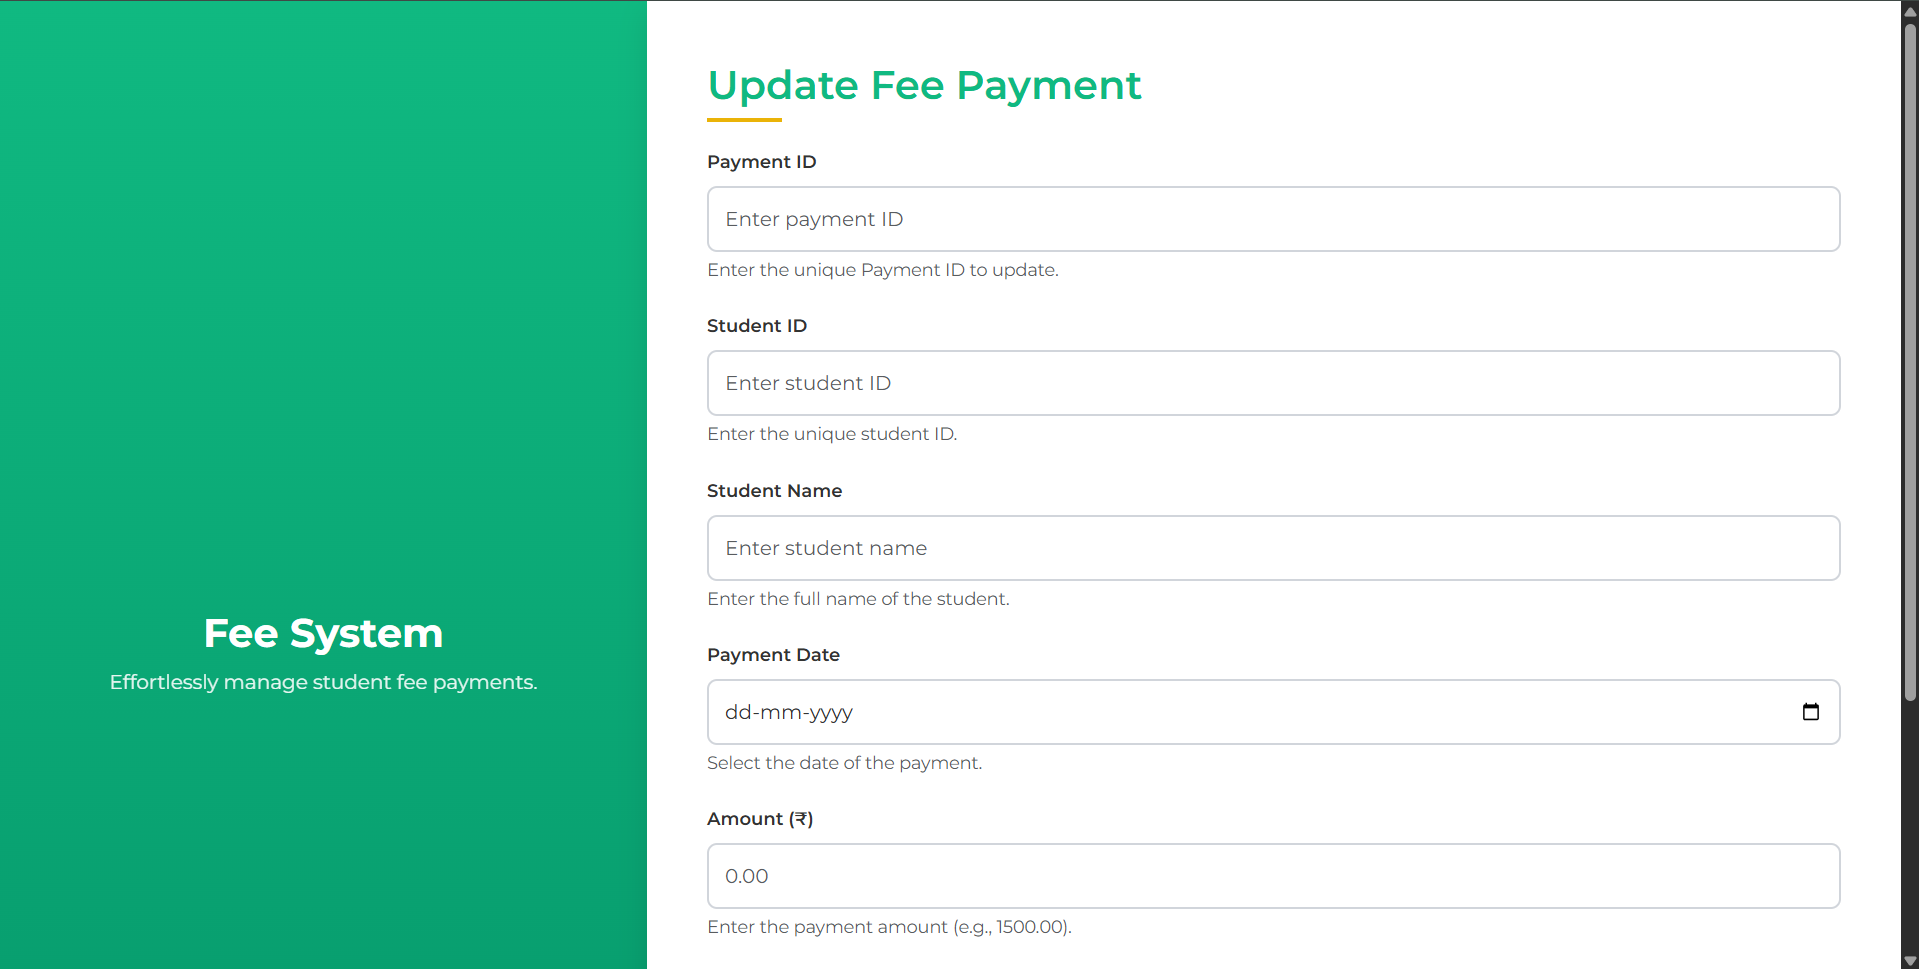 Fee System
Effortlessly manage student fee payments.
Update Fee Payment
Payment ID
Enter payment ID
Enter the unique Payment ID to update.
Student ID
Enter student ID
Enter the unique student ID.
Student Name
Enter student name
Enter the full name of the student.
Payment Date
dd-mm-yyyy
Select the date of the payment.
Amount (₹)
0.00
Enter the payment amount (e.g., 1500.00).